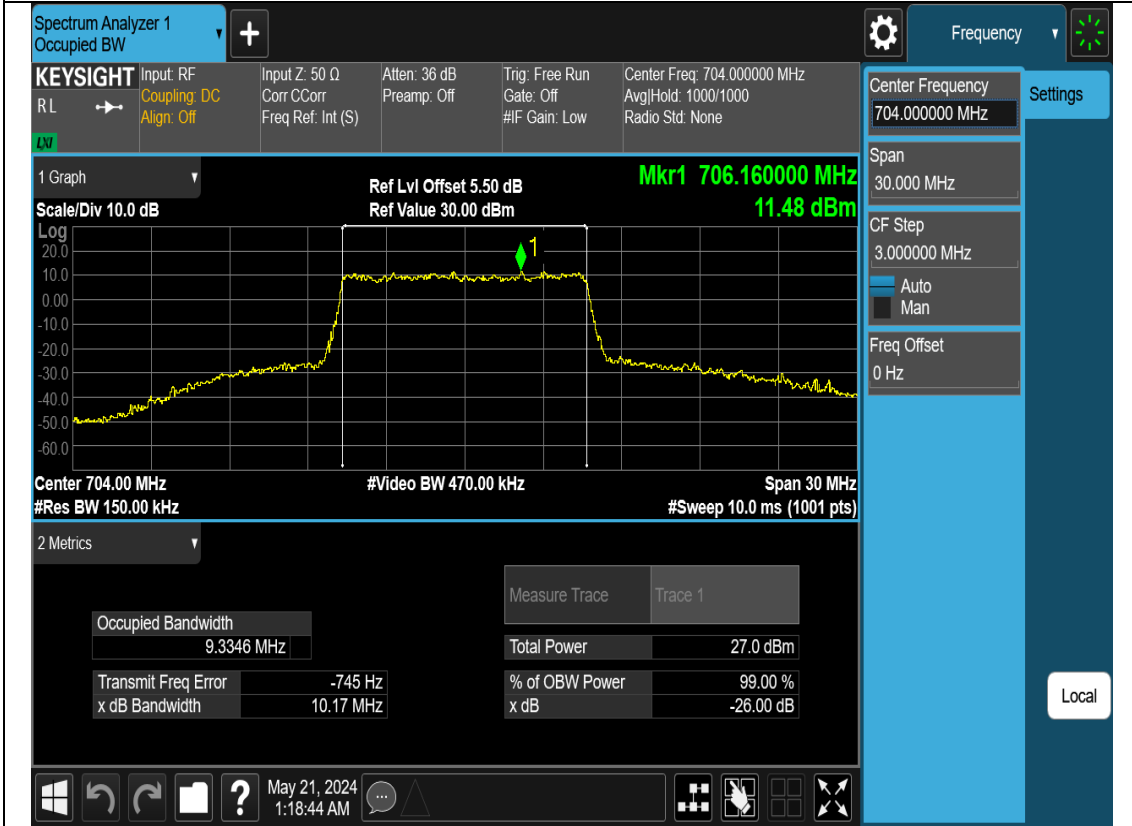 Spectrum Analyzer 1
Occupied BW
▼
+
Frequency
▼
KEYSIGHT
RL
LXI
Input: RF
Coupling: DC
Align: Off
Input Z: 50 Ω
Corr CCorr
Freq Ref: Int (S)
Atten: 36 dB
Preamp: Off
Trig: Free Run
Gate: Off
#IF Gain: Low
Center Freq: 704.000000 MHz
Avg|Hold: 1000/1000
Radio Std: None
1 Graph
▼
Scale/Div 10.0 dB
Ref Lvl Offset 5.50 dB
Ref Value 30.00 dBm
Mkr1 706.160000 MHz
11.48 dBm
Log
1
20.0
10.0
0.00
-10.0
-20.0
-30.0
-40.0
-50.0
-60.0
Center 704.00 MHz
#Video BW 470.00 kHz
Span 30 MHz
#Res BW 150.00 kHz
#Sweep 10.0 ms (1001 pts)
2 Metrics
▼
Measure Trace
Trace 1
Occupied Bandwidth
9.3346 MHz
Total Power
27.0 dBm
Transmit Freq Error
-745 Hz
% of OBW Power
99.00 %
x dB Bandwidth
10.17 MHz
x dB
-26.00 dB
Center Frequency
704.000000 MHz
Settings
Span
30.000 MHz
CF Step
3.000000 MHz
Auto
Man
Freq Offset
0 Hz
Local
?
May 21, 2024
1:18:44 AM